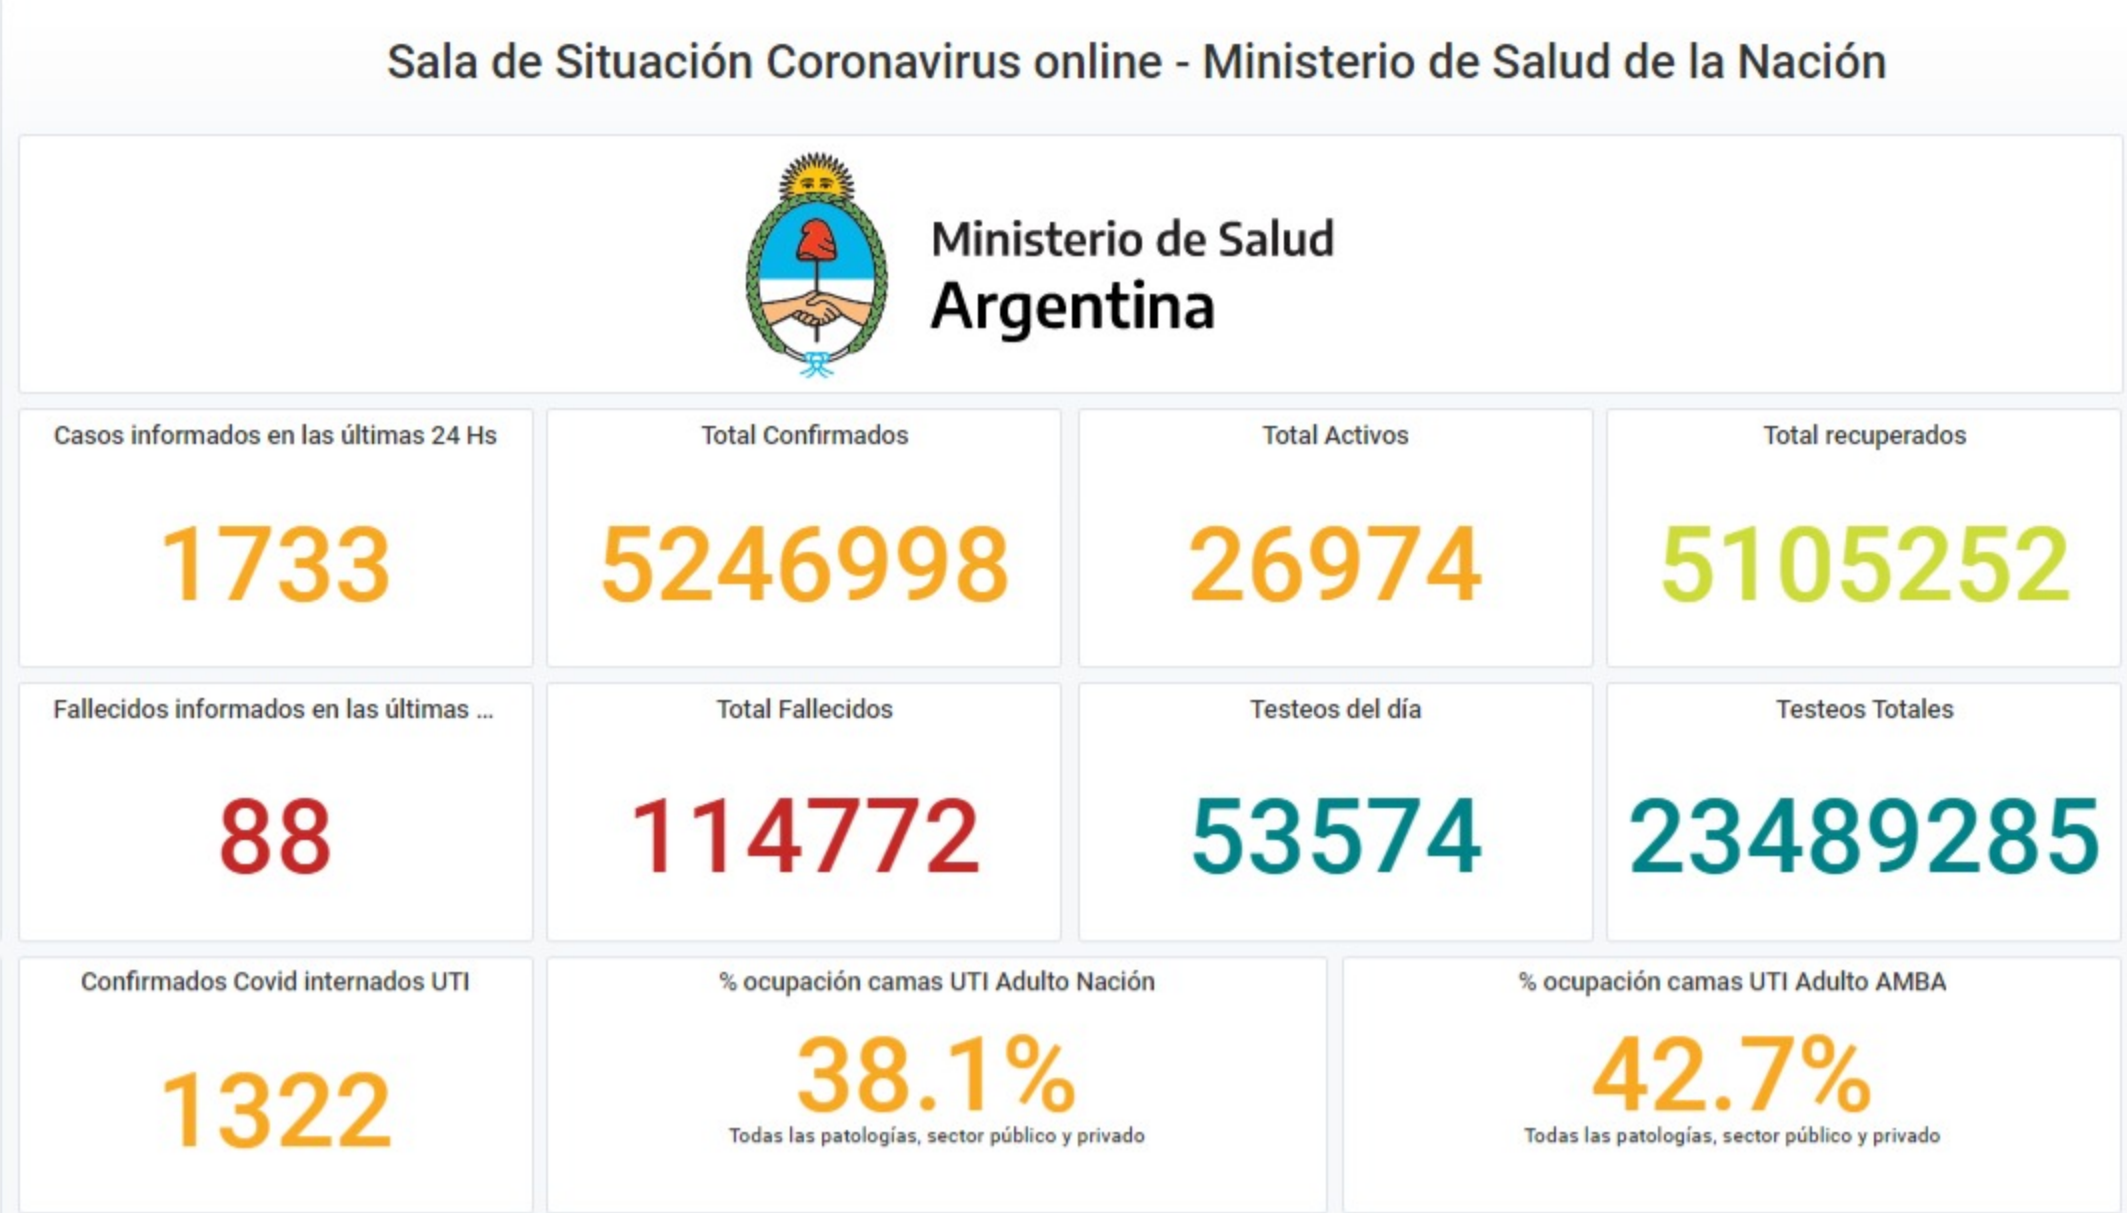 Sala de Situación Coronavirus online - Ministerio de Salud de la Nación
Ministerio de Salud
Argentina
Casos informados en las últimas 24 Hs
1733
Total Confirmados
5246998
Total Activos
26974
Total recuperados
5105252
Fallecidos informados en las últimas ...
88
Total Fallecidos
114772
Testeos del día
53574
Testeos Totales
23489285
Confirmados Covid internados UTI
1322
% ocupación camas UTI Adulto Nación
38.1%
Todas las patologías, sector público y privado
% ocupación camas UTI Adulto AMBA
42.7%
Todas las patologías, sector público y privado